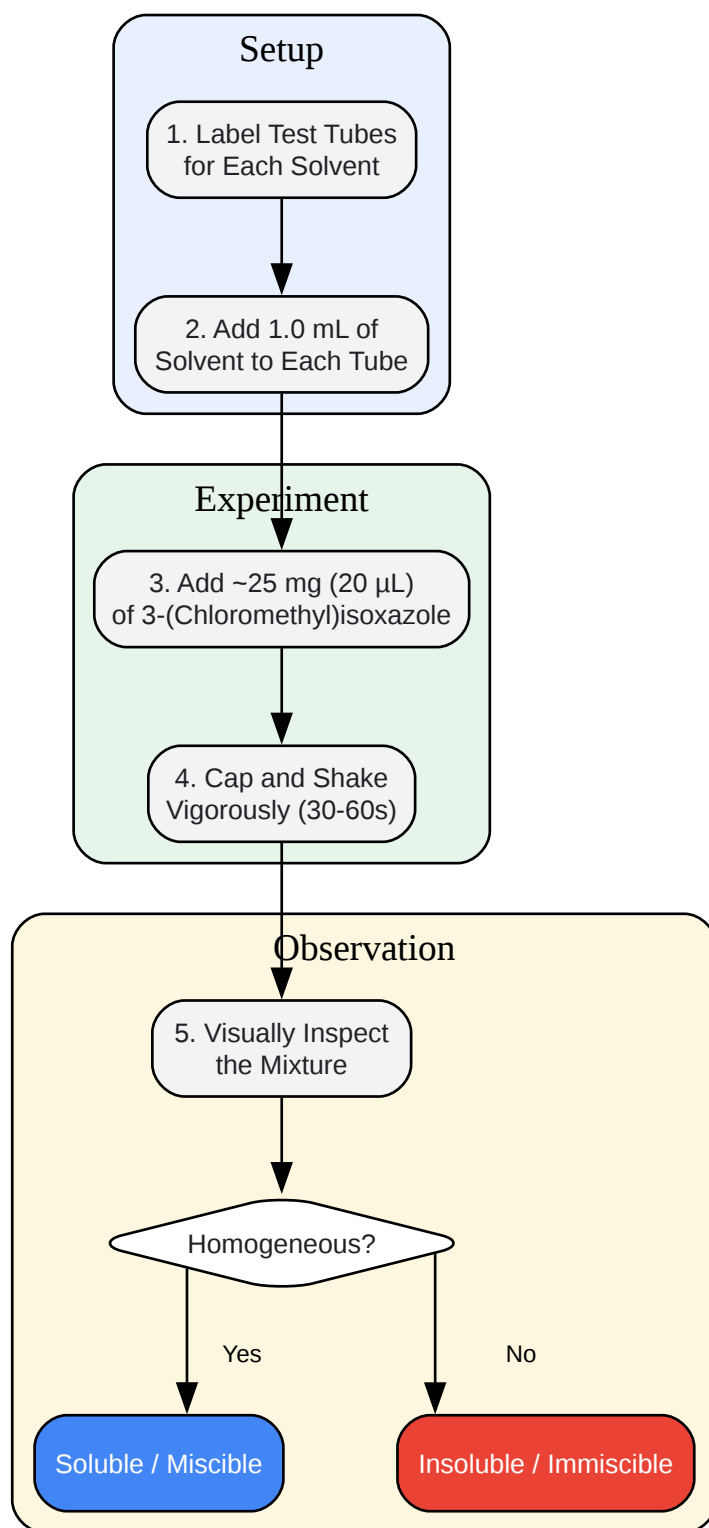 Setup
1. Label Test Tubes
for Each Solvent
2. Add 1.0 mL of
Solvent to Each Tube
Experiment
3. Add ~25 mg (20 µL)
of 3-(Chloromethyl)isoxazole
4. Cap and Shake
Vigorously (30-60s)
Observation
5. Visually Inspect
the Mixture
Homogeneous?
Yes
No
Soluble / Miscible
Insoluble / Immiscible